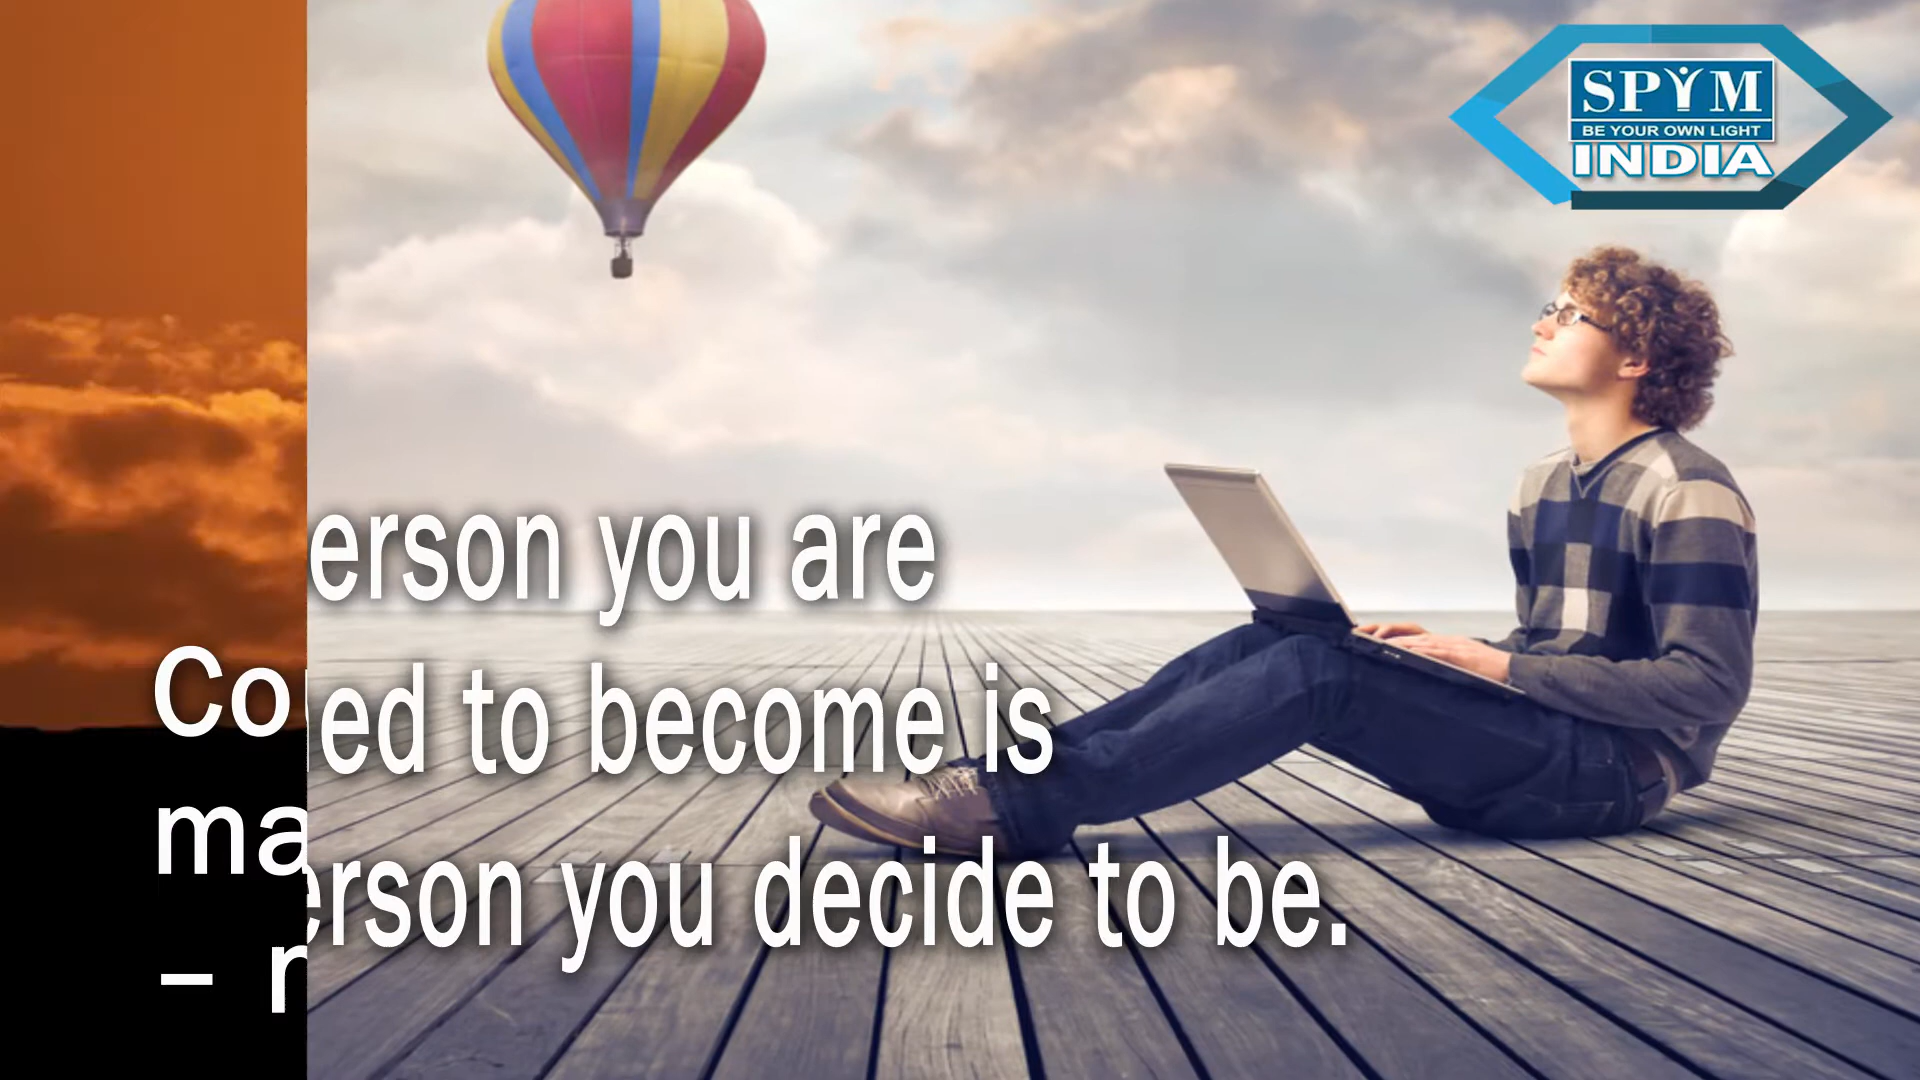 SPYM
BE YOUR OWN LIGHT
INDIA
erson you are
Co
ed to become is
ma
erson you decide to be.
–